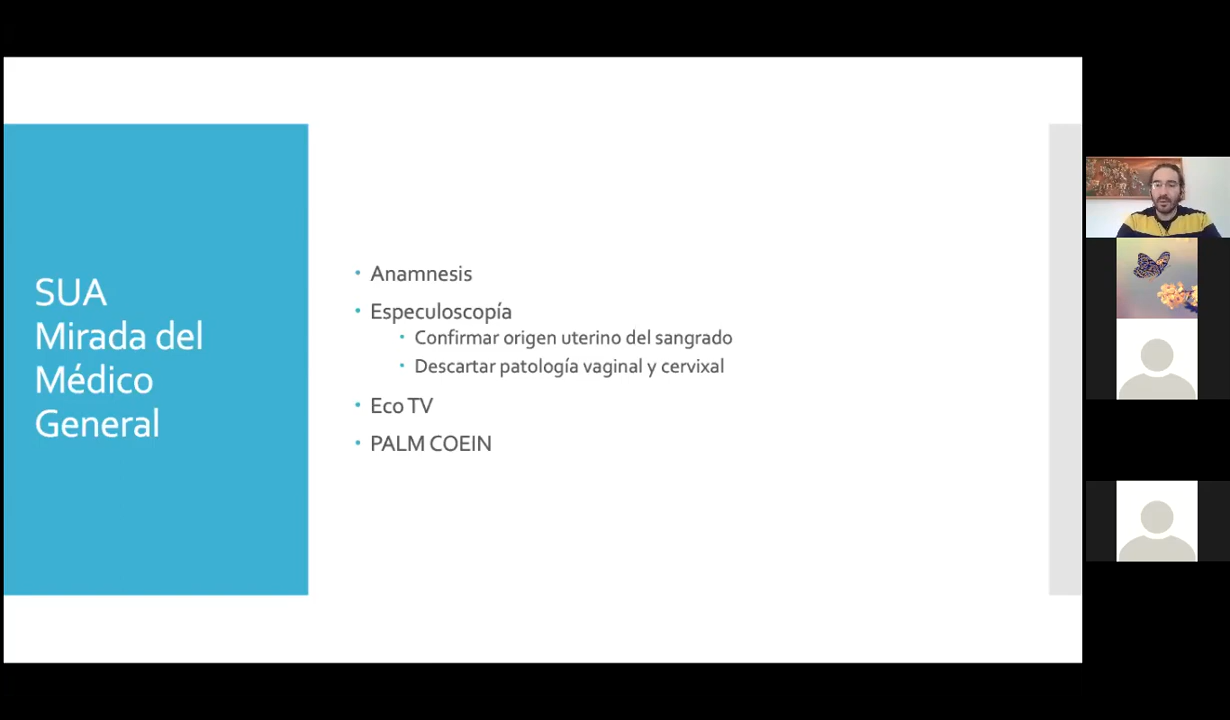 SUA
Mirada del
Médico
General
Anamnesis
Especuloscopía
Confirmar origen uterino del sangrado
Descartar patología vaginal y cervixal
Eco TV
PALM COEIN